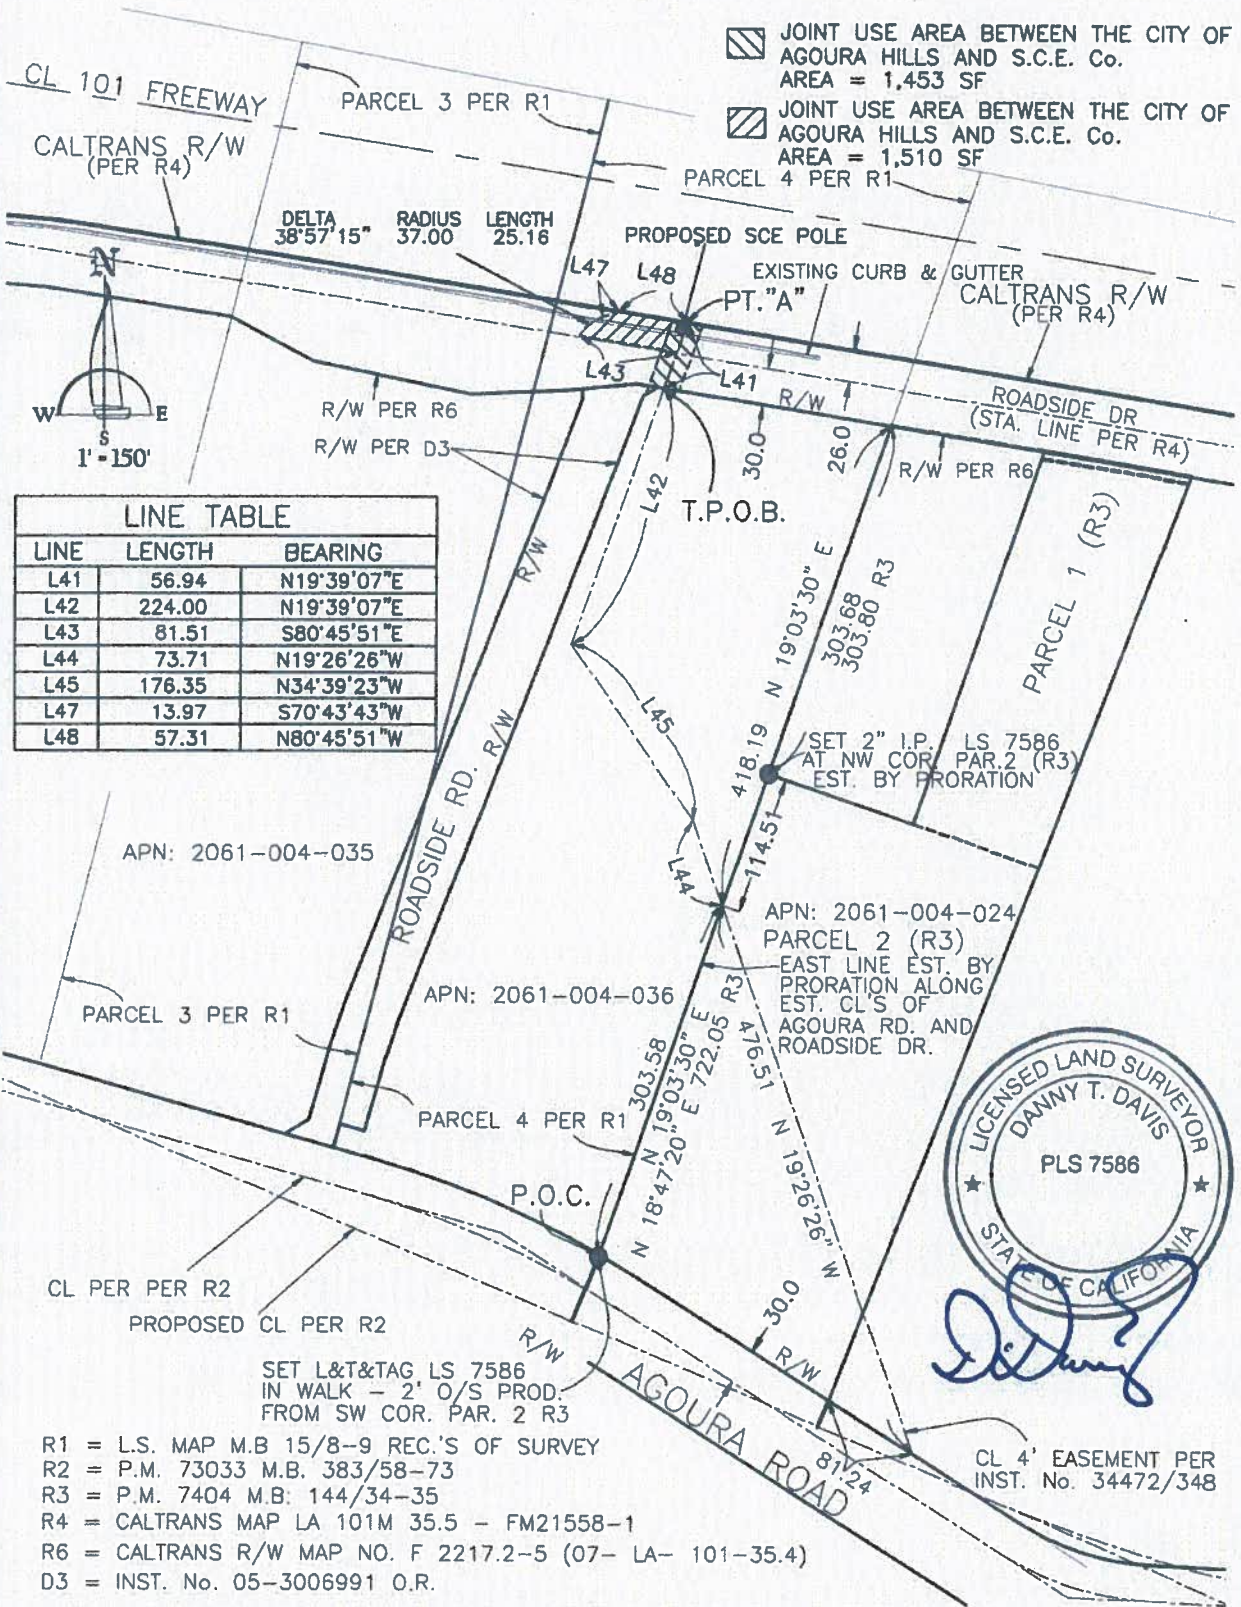 JOINT USE AREA BETWEEN THE CITY OF
AGOURA HILLS AND S.C.E. Co.
AREA = 1,453 SF
JOINT USE AREA BETWEEN THE CITY OF
AGOURA HILLS AND S.C.E. Co.
AREA = 1,510 SF
CL 101 FREEWAY
PARCEL 3 PER R1
CALTRANS R/W
(PER R4)
PARCEL 4 PER R1
DELTA RADIUS LENGTH
38°57'15" 37.00 25.16
PROPOSED SCE POLE
L47 L48
EXISTING CURB & GUTTER
PT."A"
CALTRANS R/W
(PER R4)
N
W E
S
1' = 150'
L43
L41
R/W
ROADSIDE DR
(STA. LINE PER R4)
R/W PER R6
R/W PER D3
30.0
26.0
R/W PER R6
L42
T.P.O.B.
LINE TABLE
LINE LENGTH BEARING
L41 56.94 N19°39'07"E
L42 224.00 N19°39'07"E
L43 81.51 S80°45'51"E
L44 73.71 N19°26'26"W
L45 176.35 N34°39'23"W
L47 13.97 S70°43'43"W
L48 57.31 N80°45'51"W
R/W
R/W
ROADSIDE RD.
418.19 N 19°03'30" E
303.68
303.80 R3
PARCEL 1 (R3)
L45
SET 2" I.P. LS 7586
AT NW COR. PAR.2 (R3)
EST. BY PRORATION
114.51
L44
APN: 2061-004-035
APN: 2061-004-024
PARCEL 2 (R3)
EAST LINE EST. BY
PRORATION ALONG
EST. CL'S OF
AGOURA RD. AND
ROADSIDE DR.
APN: 2061-004-036
PARCEL 3 PER R1
303.58
N 19°03'30" E
N 18°47'20" E 722.05 R3
476.51 N 19°26'26" W
PARCEL 4 PER R1
LICENSED LAND SURVEYOR
DANNY T. DAVIS
PLS 7586
STATE OF CALIFORNIA
P.O.C.
CL PER PER R2
PROPOSED CL PER R2
30.0
R/W
R/W
SET L&T&TAG LS 7586
IN WALK - 2' O/S PROD.
FROM SW COR. PAR. 2 R3
AGOURA ROAD
81.24
CL 4' EASEMENT PER
INST. No. 34472/348
R1 = L.S. MAP M.B 15/8-9 REC.'S OF SURVEY
R2 = P.M. 73033 M.B. 383/58-73
R3 = P.M. 7404 M.B. 144/34-35
R4 = CALTRANS MAP LA 101M 35.5 - FM21558-1
R6 = CALTRANS R/W MAP NO. F 2217.2-5 (07- LA- 101-35.4)
D3 = INST. No. 05-3006991 O.R.